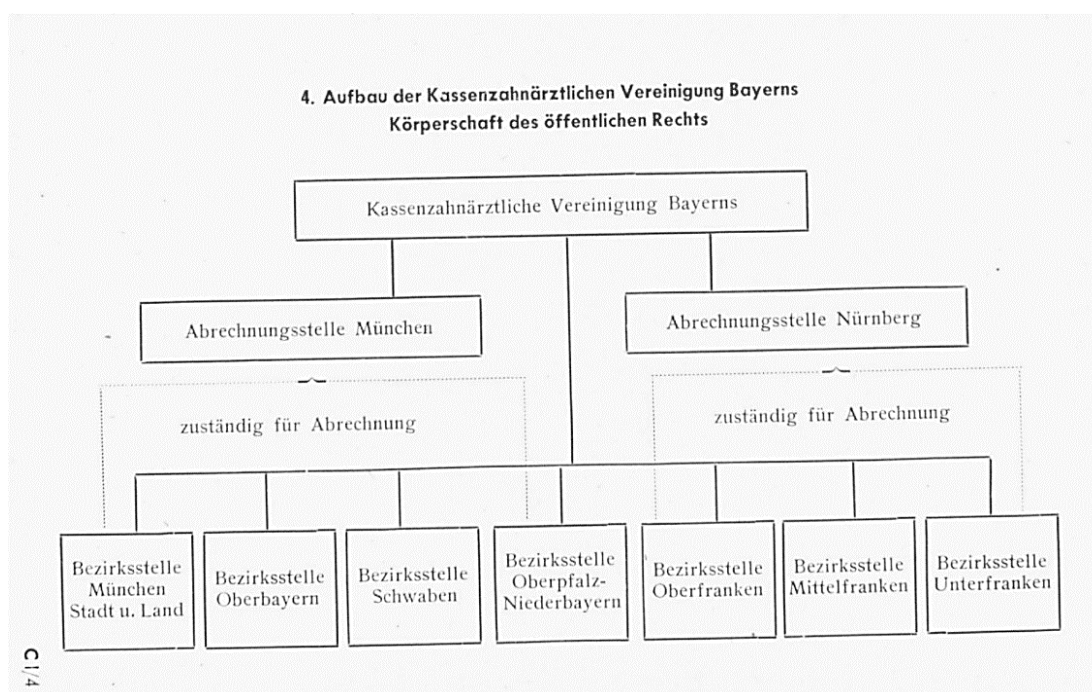 4. Aufbau der Kassenzahnärztlichen Vereinigung Bayerns
Körperschaft des öffentlichen Rechts
Kassenzahnärztliche Vereinigung Bayerns
Abrechnungsstelle München
Abrechnungsstelle Nürnberg
zuständig für Abrechnung
zuständig für Abrechnung
Bezirksstelle
München
Stadt u. Land
Bezirksstelle
Oberbayern
Bezirksstelle
Schwaben
Bezirksstelle
Oberpfalz-
Niederbayern
Bezirksstelle
Oberfranken
Bezirksstelle
Mittelfranken
Bezirksstelle
Unterfranken
C I/4